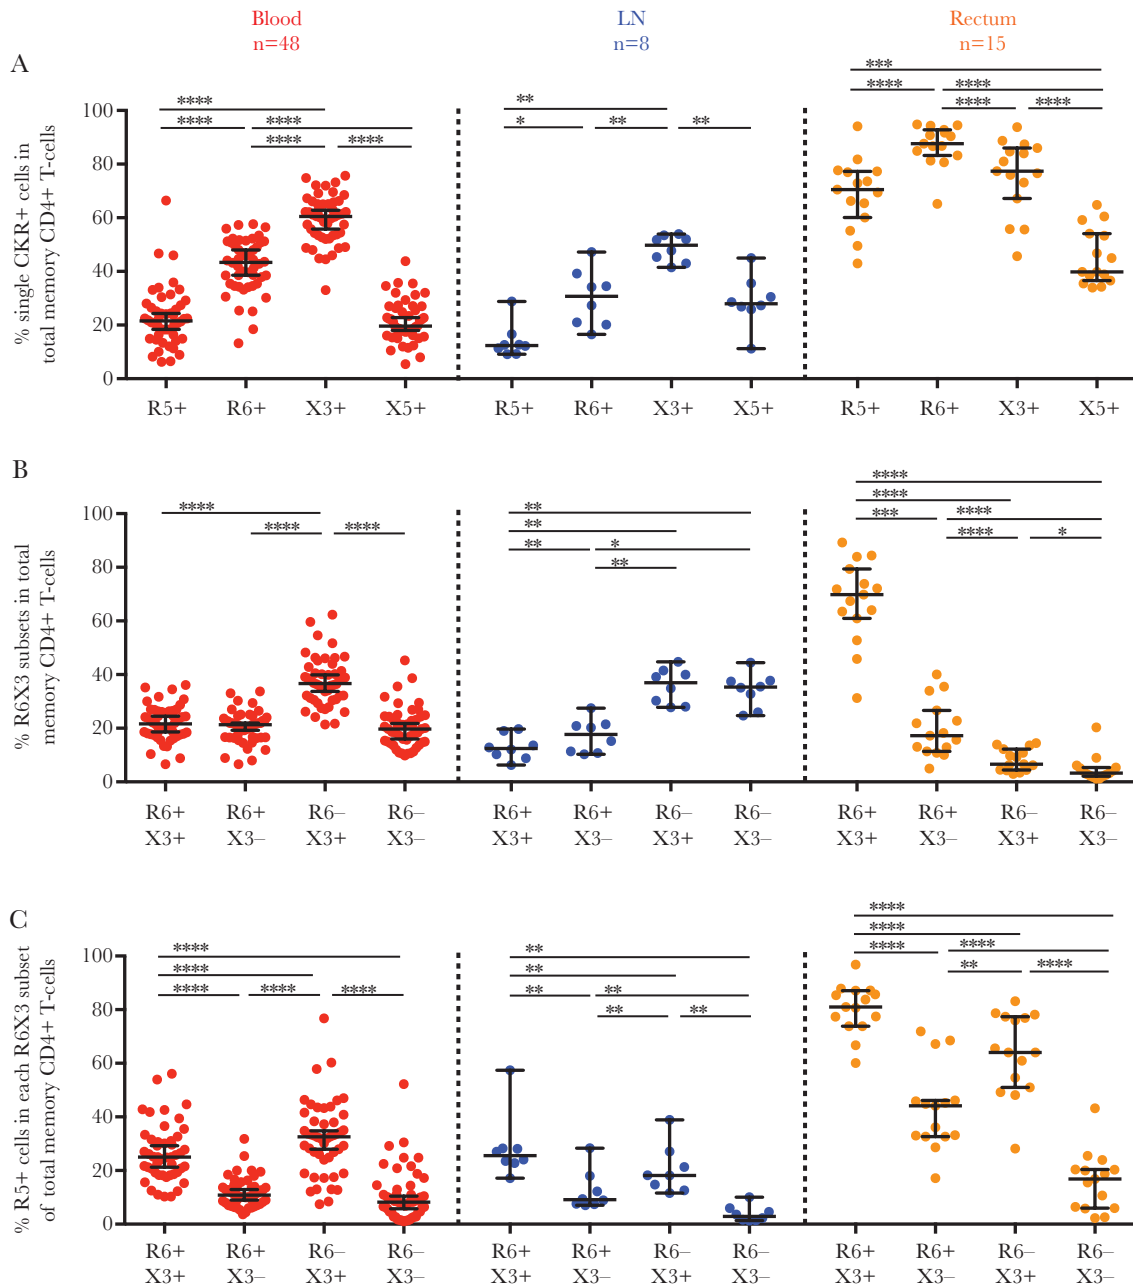 Blood
n=48
LN
n=8
Rectum
n=15
A
% single CKR+ cells in
total memory CD4+ T-cells
100
80
60
40
20
0
**** **** **** **** ****
** * ** **
*** **** **** **** ****
R5+ R6+ X3+ X5+
R5+ R6+ X3+ X5+
R5+ R6+ X3+ X5+
B
% R6X3 subsets in total
memory CD4+ T-cells
100
80
60
40
20
0
**** **** ****
** ** ** * **
**** **** *** **** **** *
R6+ R6+ R6– R6–
X3+ X3– X3+ X3–
R6+ R6+ R6– R6–
X3+ X3– X3+ X3–
R6+ R6+ R6– R6–
X3+ X3– X3+ X3–
C
% R5+ cells in each R6X3 subset
of total memory CD4+ T-cells
100
80
60
40
20
0
**** **** **** **** ****
** ** ** ** ** **
**** **** **** **** ** ****
R6+ R6+ R6– R6–
X3+ X3– X3+ X3–
R6+ R6+ R6– R6–
X3+ X3– X3+ X3–
R6+ R6+ R6– R6–
X3+ X3– X3+ X3–